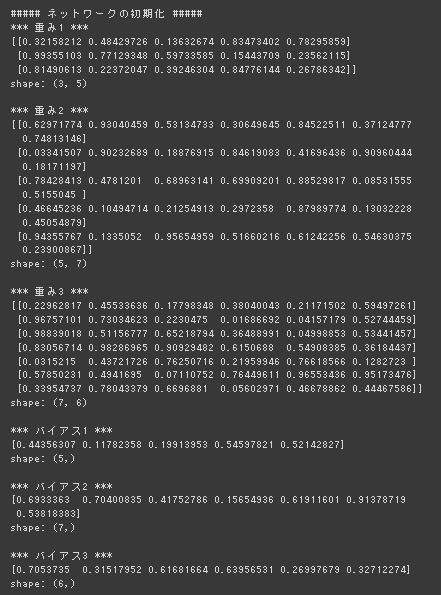 ##### ネットワークの初期化 #####
*** 重み1 ***
[[0.32158212 0.48429726 0.13632674 0.83473402 0.78295859]
[0.99355103 0.77129348 0.59733585 0.15443709 0.23562115]
[0.81490613 0.22372047 0.39246304 0.84776144 0.26786342]]
shape: (3, 5)
*** 重み2 ***
[[0.62971774 0.93040459 0.53134733 0.30649645 0.84522511 0.37124777
0.74813146]
[0.03341507 0.90232689 0.18876915 0.84619083 0.41696436 0.90960444
0.18171197]
[0.78428413 0.4781201  0.68963141 0.69909201 0.88529817 0.08531555
0.5155045 ]
[0.46645236 0.10494714 0.21254913 0.2972358  0.87989774 0.13032228
0.45054879]
[0.94355767 0.1335052  0.95654959 0.51660216 0.61242256 0.54630375
0.23900867]]
shape: (5, 7)
*** 重み3 ***
[[0.22962817 0.45533636 0.17798348 0.38040043 0.21171502 0.59497261]
[0.96757101 0.73034623 0.2230475  0.01686692 0.04157179 0.52744459]
[0.98839018 0.51156777 0.65218794 0.36488991 0.04998853 0.53441457]
[0.83056714 0.98286965 0.90929482 0.6150688  0.54908385 0.36184437]
[0.0315215  0.43721726 0.76250716 0.21959946 0.76618566 0.1282723 ]
[0.57850231 0.4941695  0.07110752 0.76449611 0.96553436 0.95173476]
[0.33954737 0.78043379 0.6696881  0.05602971 0.46678862 0.44467586]]
shape: (7, 6)
*** バイアス1 ***
[0.44356307 0.11782358 0.19913953 0.54597821 0.52142827]
shape: (5,)
*** バイアス2 ***
[0.6933363  0.70400835 0.41752786 0.15654936 0.61911601 0.91378719
0.53818383]
shape: (7,)
*** バイアス3 ***
[0.7053735  0.31517952 0.61681664 0.63956531 0.26997679 0.32712274]
shape: (6,)